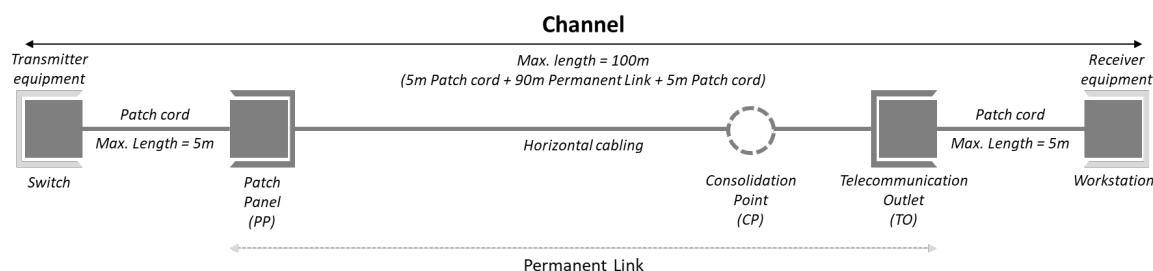 Channel
Max. length = 100m
(5m Patch cord + 90m Permanent Link + 5m Patch cord)
Transmitter
equipment
Receiver
equipment
Patch cord
Max. Length = 5m
Horizontal cabling
Patch cord
Max. Length = 5m
Switch
Patch
Panel
(PP)
Consolidation
Point
(CP)
Telecommunication
Outlet
(TO)
Workstation
Permanent Link